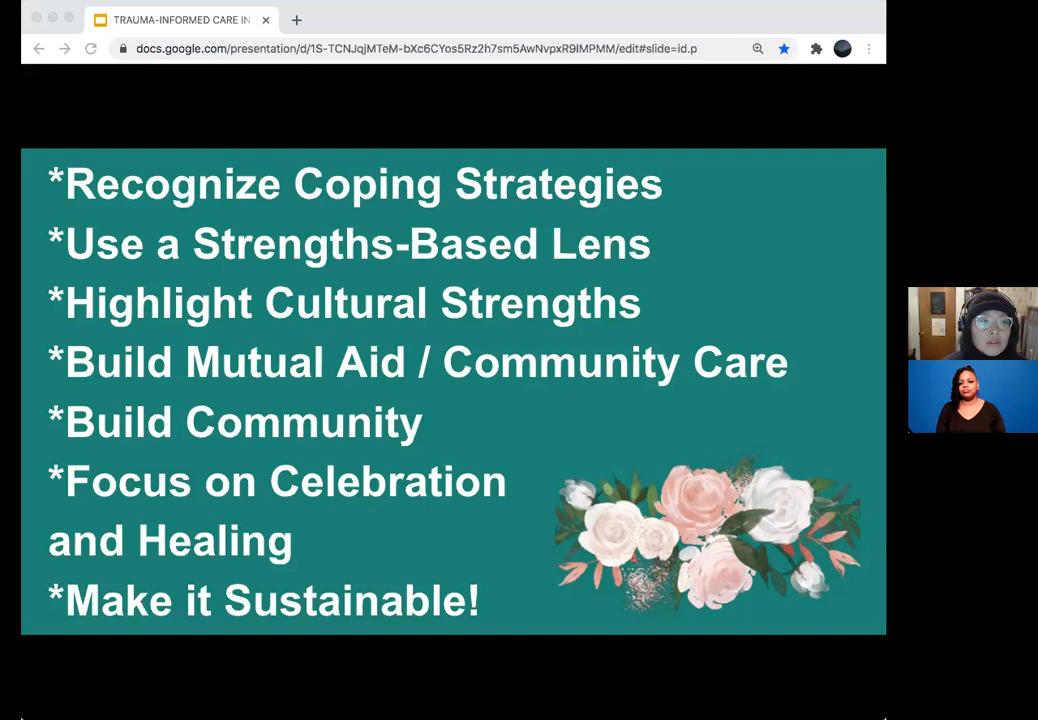 TRAUMA-INFORMED CARE IN
docs.google.com/presentation/d/1S-TCNJqjMTeM-bXc6CYos5Rz2h7sm5AwNvpxR9IMPMM/edit#slide=id.p
*Recognize Coping Strategies
*Use a Strengths-Based Lens
*Highlight Cultural Strengths
*Build Mutual Aid / Community Care
*Build Community
*Focus on Celebration
and Healing
*Make it Sustainable!